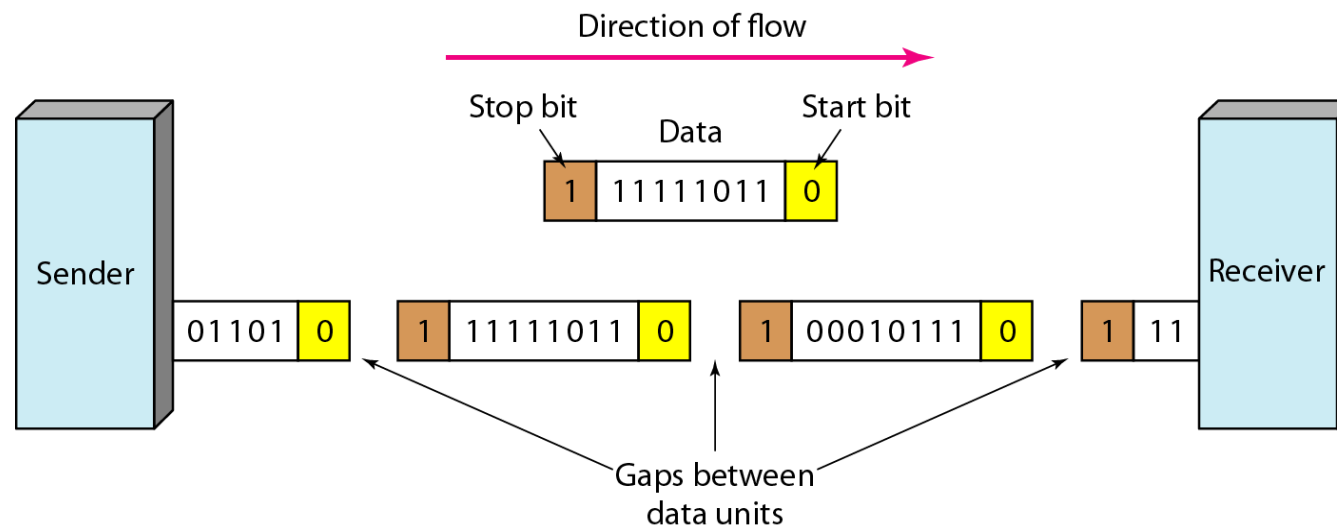 Direction of flow
Stop bit
Data
Start bit
1 11111011 0
Sender
Receiver
01101 0
1 11111011 0
1 00010111 0
1 11
Gaps between
data units